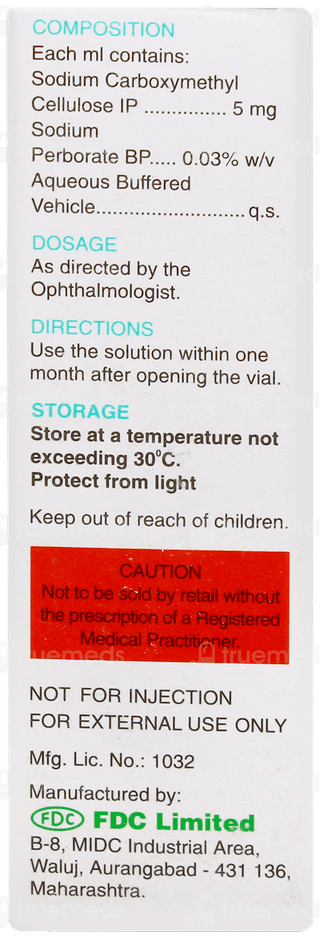 COMPOSITION
Each ml contains:
Sodium Carboxymethyl
Cellulose IP ............... 5 mg
Sodium
Perborate BP..... 0.03% w/v
Aqueous Buffered
Vehicle...........................q.s.
DOSAGE
As directed by the
Ophthalmologist.
DIRECTIONS
Use the solution within one
month after opening the vial.
STORAGE
Store at a temperature not
exceeding 30°C.
Protect from light
Keep out of reach of children.
CAUTION
Not to be sold by retail without
the prescription of a Registered
Medical Practitioner.
truemeds
truemeds
NOT FOR INJECTION
FOR EXTERNAL USE ONLY
Mfg. Lic. No.: 1032
Manufactured by:
FDC FDC Limited
B-8, MIDC Industrial Area,
Waluj, Aurangabad - 431 136,
Maharashtra.